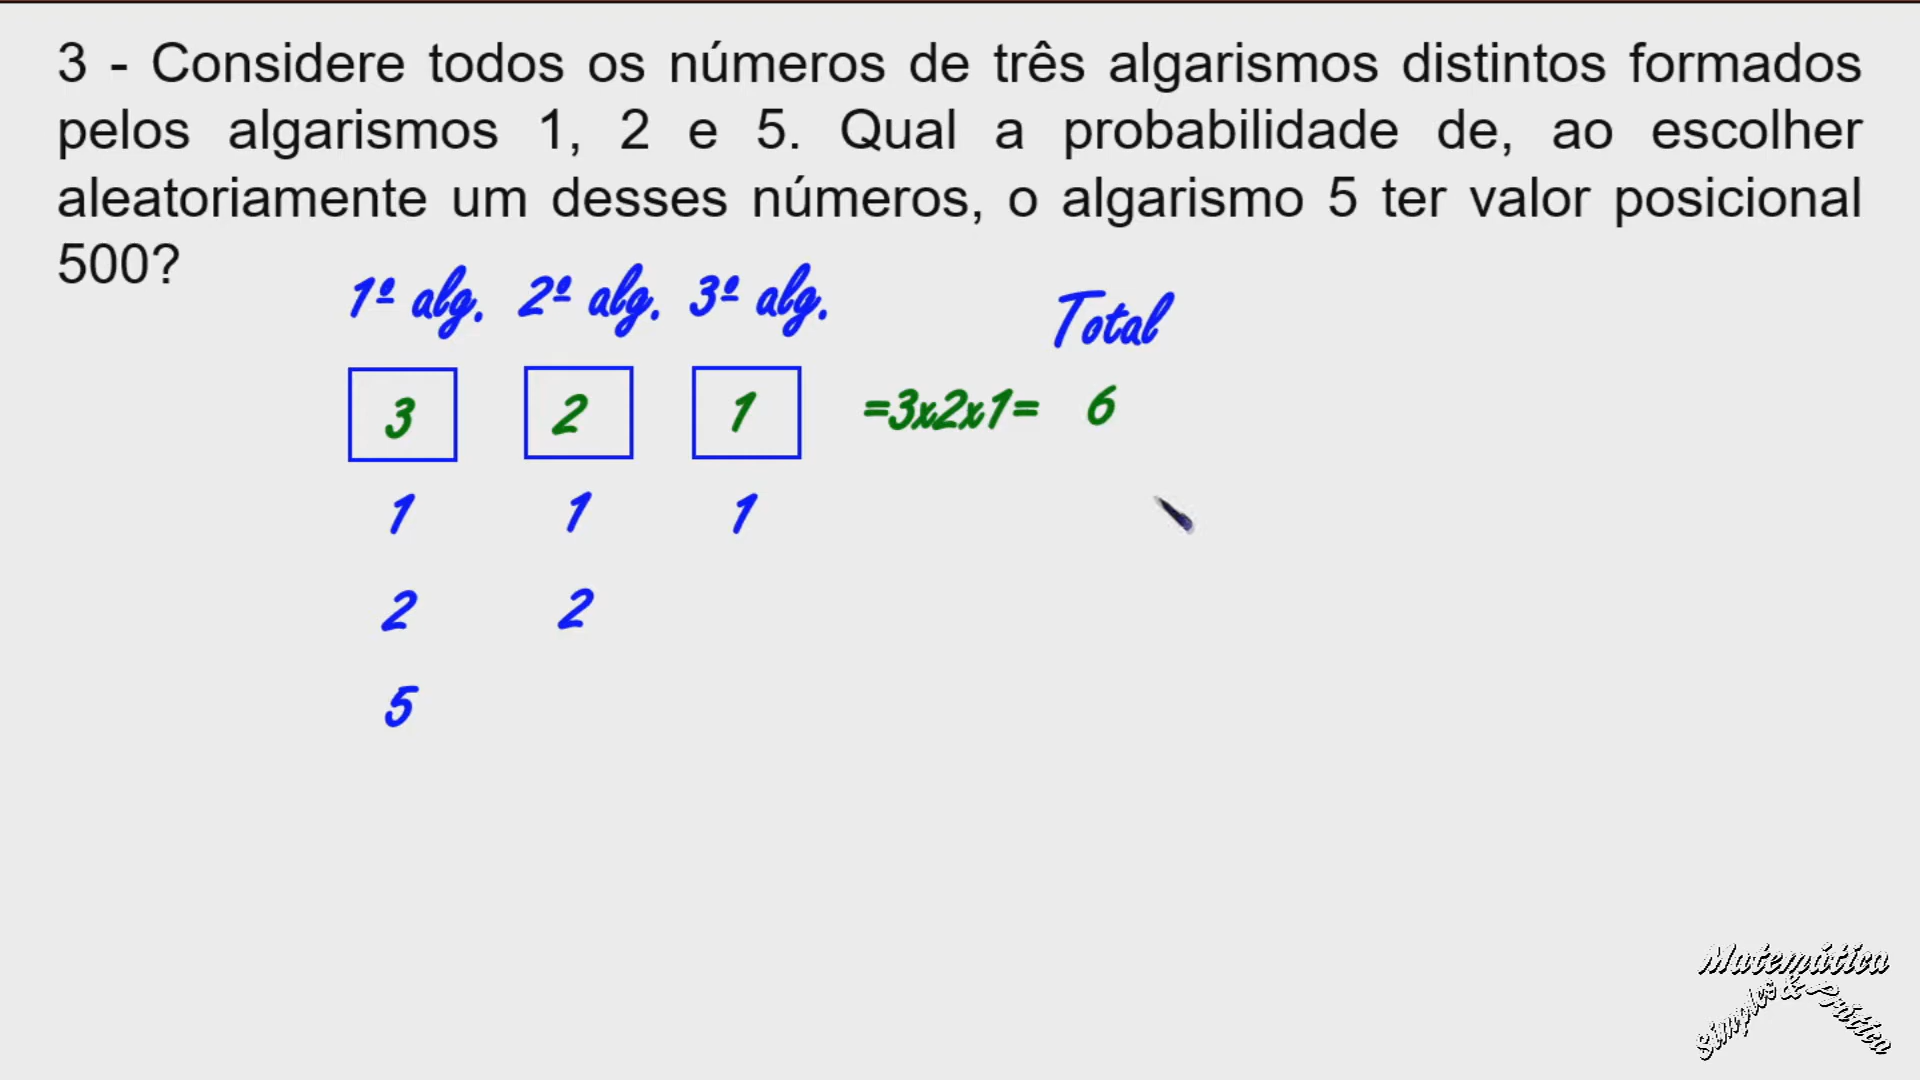 3 - Considere todos os números de três algarismos distintos formados
pelos algarismos 1, 2 e 5. Qual a probabilidade de, ao escolher
aleatoriamente um desses números, o algarismo 5 ter valor posicional
500?
1º alg. 2º alg. 3º alg. Total
3 2 1 =3x2x1= 6
1 1 1
2 2
5
Matemática
Simples & Prática